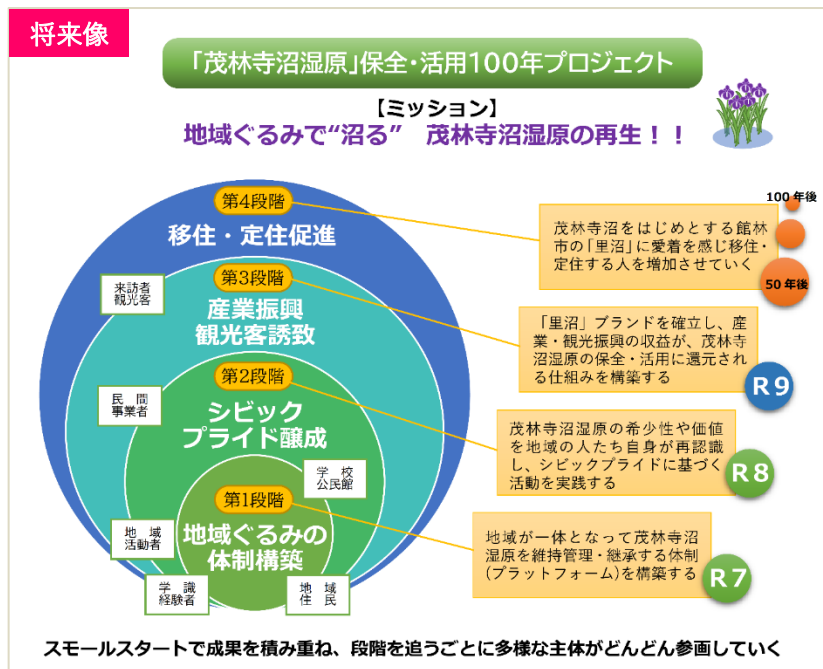 将来像
「茂林寺沼湿原」保全・活用100年プロジェクト
【ミッション】
地域ぐるみで“沼る” 茂林寺沼湿原の再生！！
第4段階
移住・定住促進
100年後
茂林寺沼をはじめとする館林
市の「里沼」に愛着を感じ移住・
定住する人を増加させていく
50年後
第3段階
産業振興
観光客誘致
来訪者
観光客
「里沼」ブランドを確立し、産
業・観光振興の収益が、茂林寺
沼湿原の保全・活用に還元され
る仕組みを構築する
R9
第2段階
シビック
プライド醸成
民間
事業者
茂林寺沼湿原の希少性や価値
を地域の人たち自身が再認識
し、シビックプライドに基づく
活動を実践する
R8
学校
公民館
第1段階
地域ぐるみの
体制構築
地域
活動者
学識
経験者
地域
住民
地域が一体となって茂林寺沼
湿原を維持管理・継承する体制
(プラットフォーム)を構築する
R7
スモールスタートで成果を積み重ね、段階を追うごとに多様な主体がどんどん参画していく